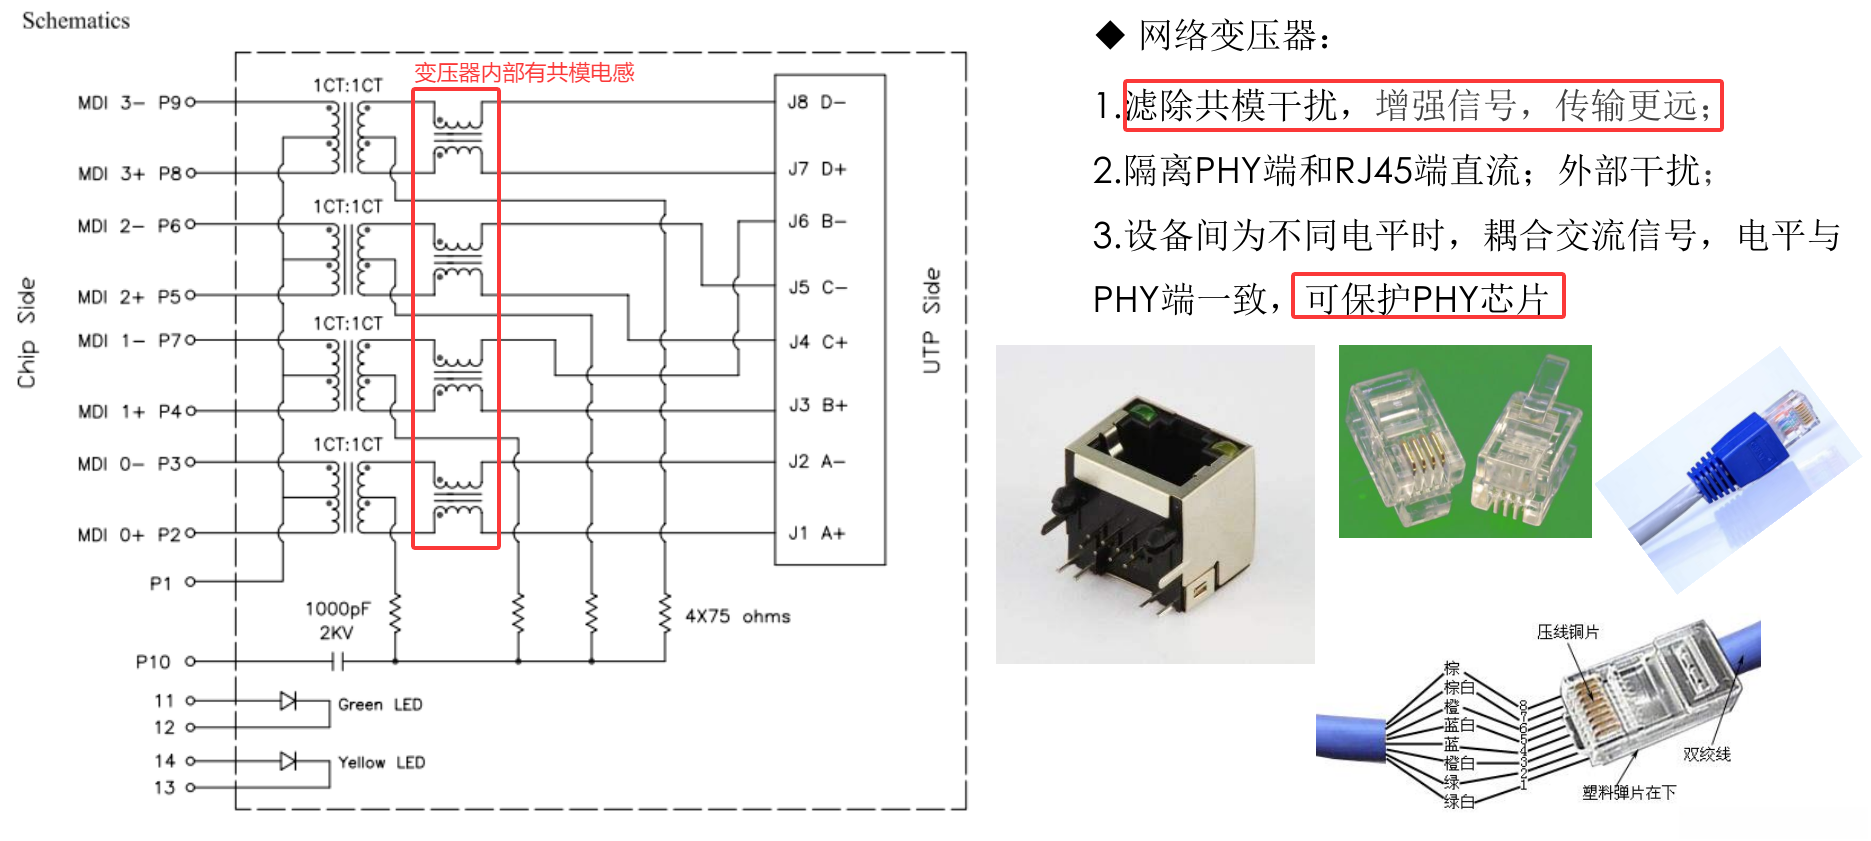 Schematics
变压器内部有共模电感
1CT:1CT
MDI 3- P9
J8 D-
MDI 3+ P8
J7 D+
1CT:1CT
MDI 2- P6
J6 B-
J5 C-
MDI 2+ P5
1CT:1CT
MDI 1- P7
J4 C+
MDI 1+ P4
J3 B+
1CT:1CT
MDI 0- P3
J2 A-
MDI 0+ P2
J1 A+
Chip Side
UTP Side
P1
1000pF
2KV
4X75 ohms
P10
11
Green LED
12
14
Yellow LED
13
◆ 网络变压器：
1.滤除共模干扰，增强信号，传输更远；
2.隔离PHY端和RJ45端直流；外部干扰；
3.设备间为不同电平时，耦合交流信号，电平与
PHY端一致，可保护PHY芯片
压线铜片
棕
棕白
橙
蓝白
蓝
橙白
绿
绿白
8
7
6
5
4
3
2
1
双绞线
塑料弹片在下